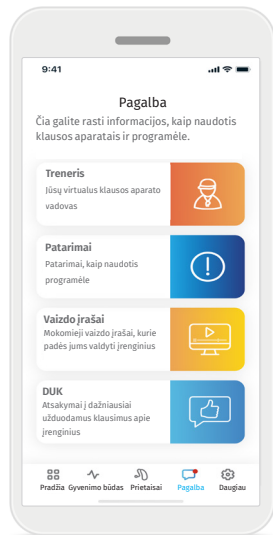 9:41
Pagalba
Čia galite rasti informacijos, kaip naudotis
klausos aparatais ir programėle.
Treneris
Jūsų virtualus klausos aparato
vadovas
Patarimai
Patarimai, kaip naudotis
programėle
Vaizdo įrašai
Mokomieji vaizdo įrašai, kurie
padės jums valdyti įrenginius
DUK
Atsakymai į dažniausiai
užduodamus klausimus apie
įrenginius
Pradžia Gyvenimo būdas Prietaisai Pagalba Daugiau